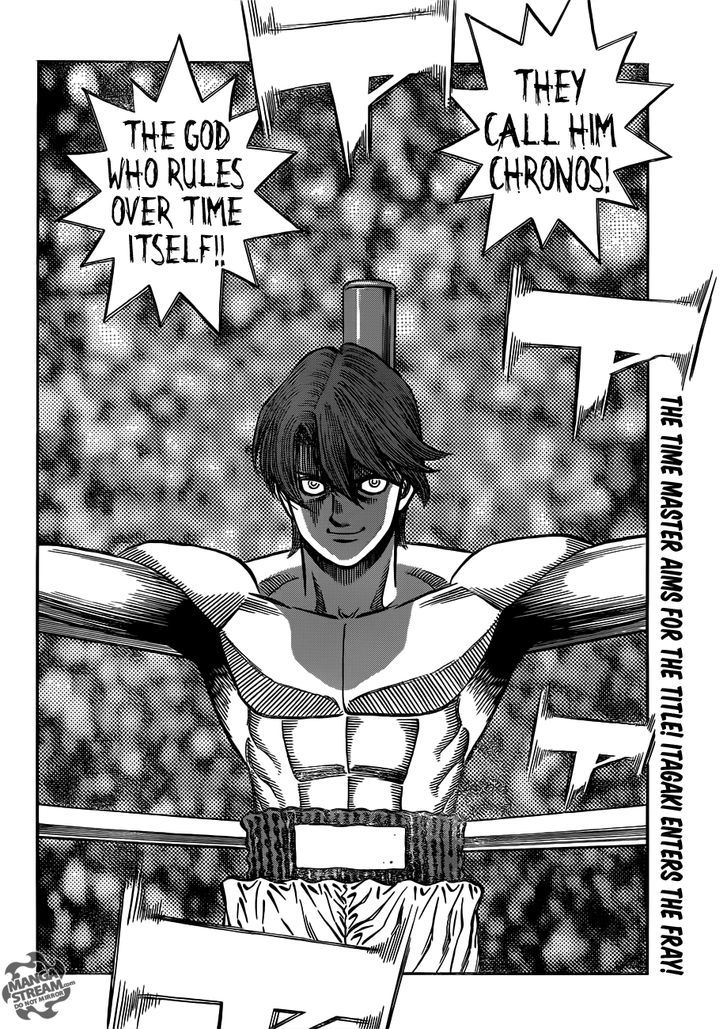 THEY
CALL HIM
CHRONOS!
THE GOD
WHO RULES
OVER TIME
ITSELF!!
THE TIME MASTER AIMS FOR THE TITLE! ITAGAKI ENTERS THE FRAY!
MANGA
STREAM.com
DO NOT MIRROR